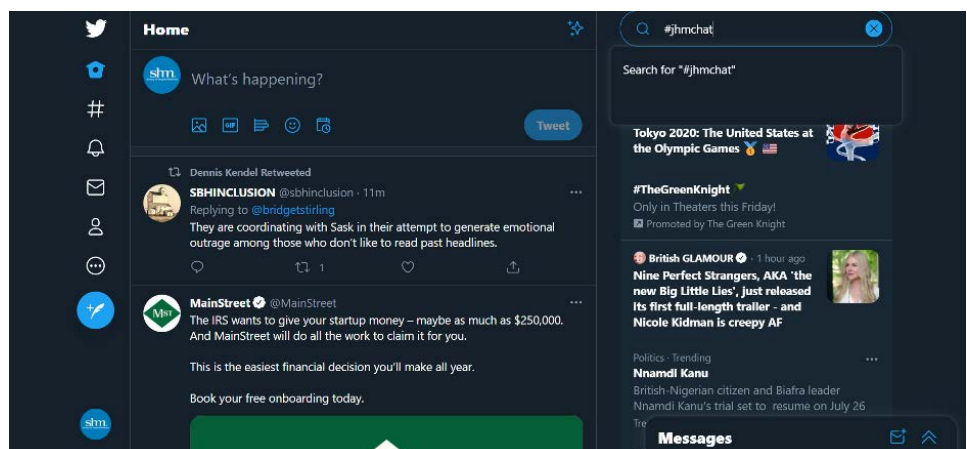 Home
shm
What's happening?
GIF
Tweet
Dennis Kendel Retweeted
SBHINCLUSION @sbhinclusion · 11m
Replying to @bridgetstirling
They are coordinating with Sask in their attempt to generate emotional
outrage among those who don't like to read past headlines.
1
MainStreet @MainStreet
MST
The IRS wants to give your startup money – maybe as much as $250,000.
And MainStreet will do all the work to claim it for you.
This is the easiest financial decision you'll make all year.
Book your free onboarding today.
shm
#jhmchat
Search for "#jhmchat"
Tokyo 2020: The United States at
the Olympic Games 🥇 🇺🇸
#TheGreenKnight
Only in Theaters this Friday!
Promoted by The Green Knight
British GLAMOUR · 1 hour ago
Nine Perfect Strangers, AKA 'the
new Big Little Lies', just released
its first full-length trailer - and
Nicole Kidman is creepy AF
Politics · Trending
Nnamdi Kanu
British-Nigerian citizen and Biafra leader
Nnamdi Kanu's trial set to resume on July 26
Messages